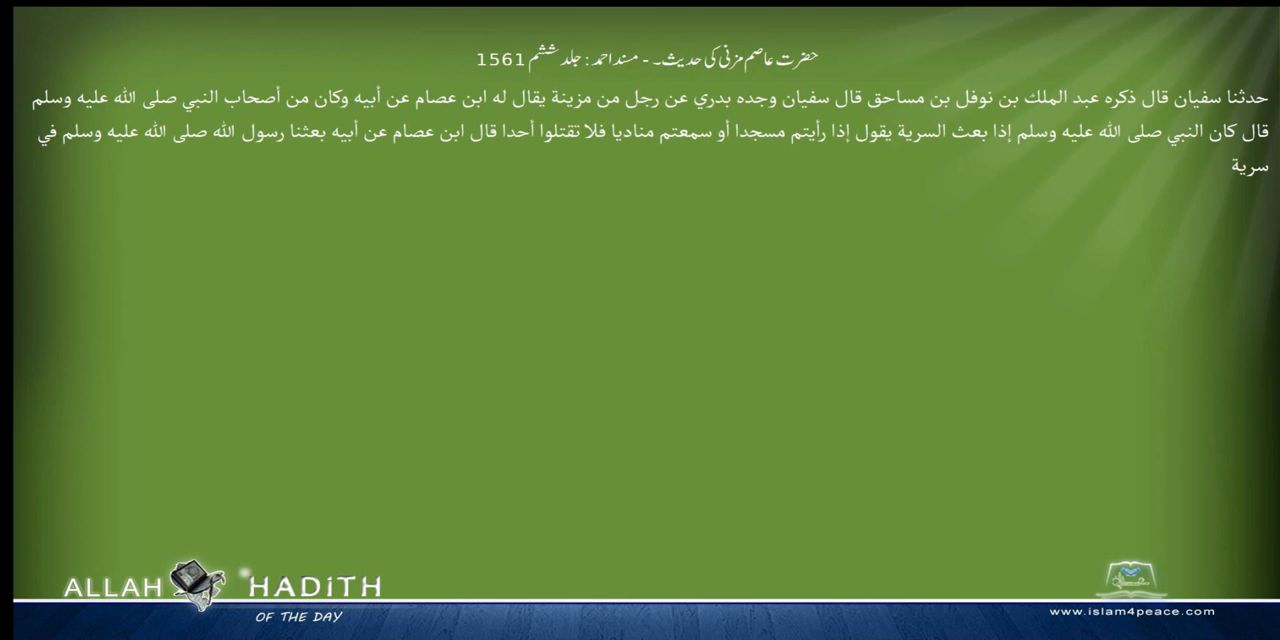 حضرت عاصم مزنی کی حدیث۔ - مسند احمد: جلد ششم 1561
حدثنا سفيان قال ذكره عبد الملك بن نوفل بن مساحق قال سفيان وجده بدري عن رجل من مزينة يقال له ابن عصام عن أبيه وكان من أصحاب النبي صلى الله عليه وسلم
قال كان النبي صلى الله عليه وسلم إذا بعث السرية يقول إذا رأيتم مسجدا أو سمعتم مناديا فلا تقتلوا أحدا قال ابن عصام عن أبيه بعثنا رسول الله صلى الله عليه وسلم في
سرية
ALLAH HADITH
OF THE DAY
www.islam4peace.com